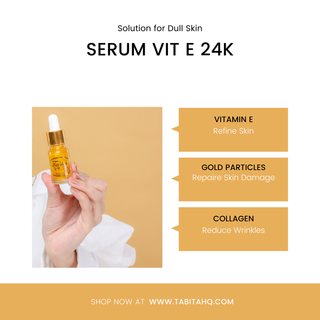 Solution for Dull Skin
SERUM VIT E 24K
VITAMIN E
Refine Skin
GOLD PARTICLES
Repaire Skin Damage
COLLAGEN
Reduce Wrinkles
SHOP NOW AT WWW.TABITAHQ.COM